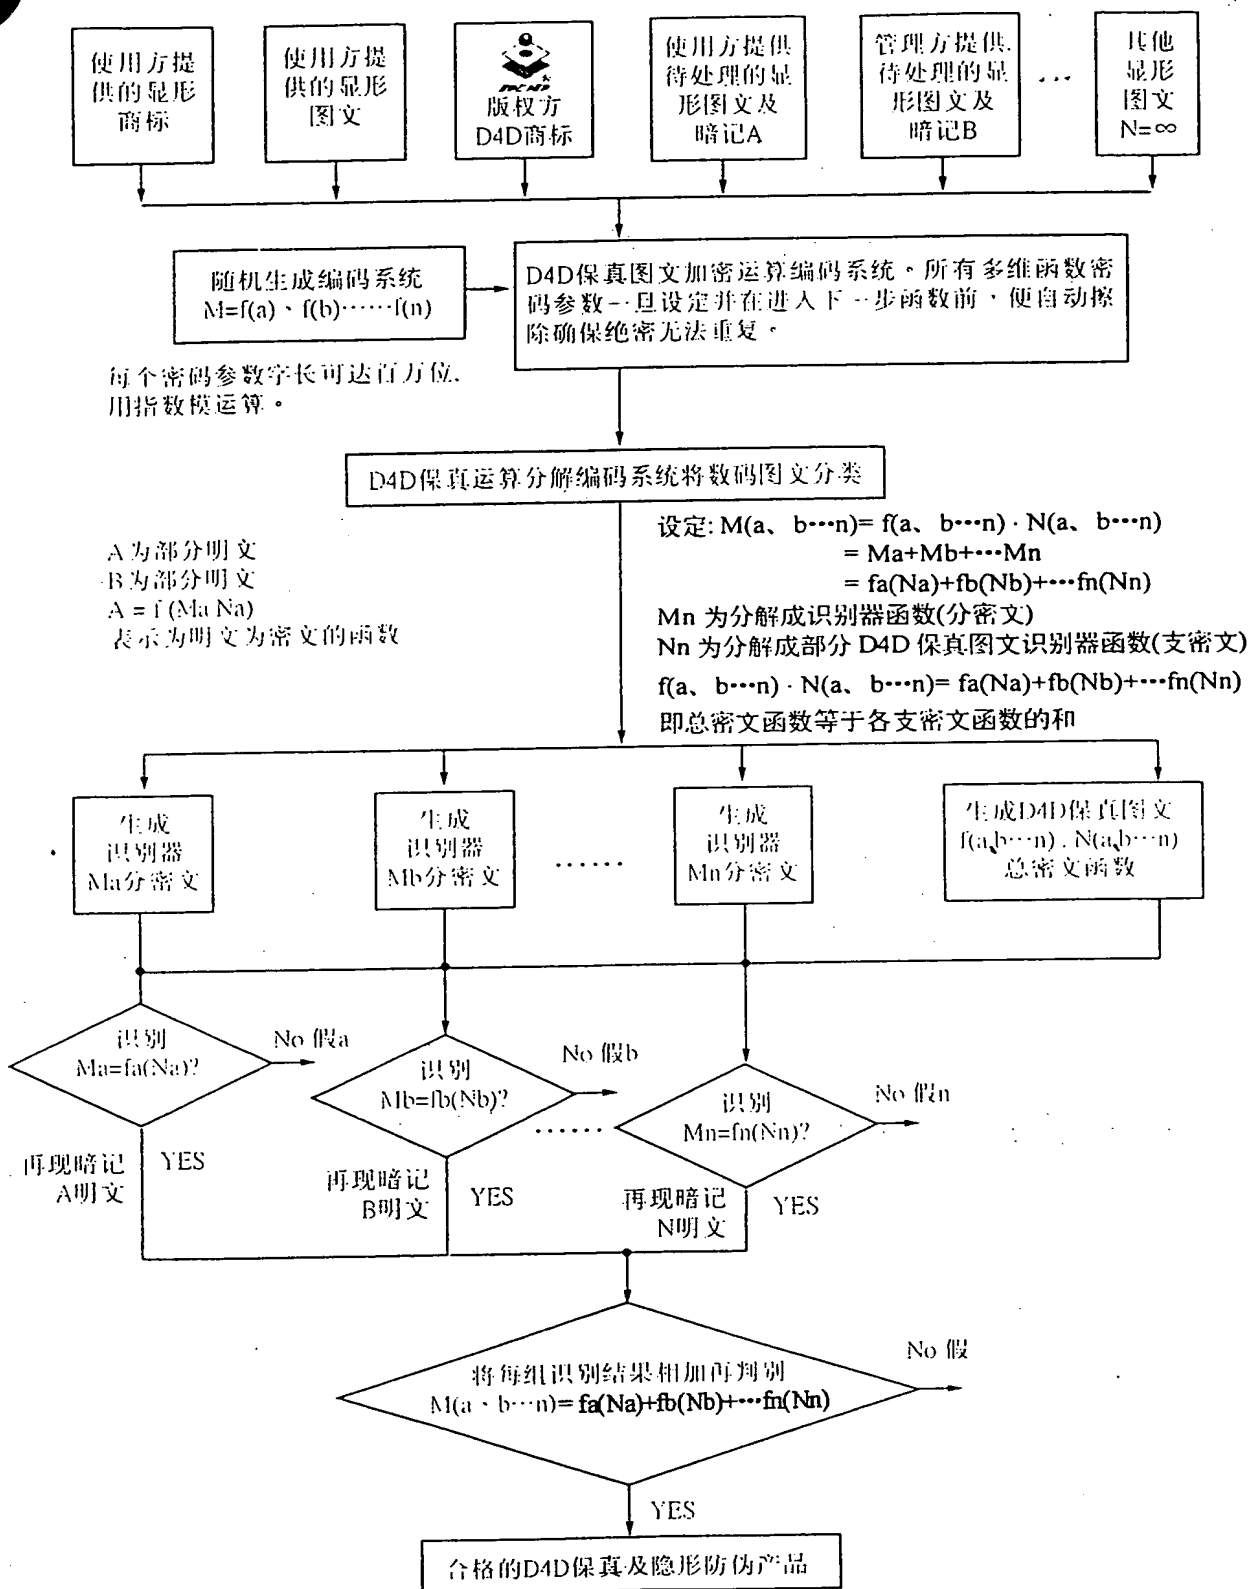 使用方提
供的显形
商标
使用方提
供的显形
图文
版权方
D4D商标
使用方提供
待处理的显
形图文及
暗记A
管理方提供.
待处理的显
形图文及
暗记B
...
其他
显形
图文
N=∞
随机生成编码系统
M=f(a)、f(b)……f(n)
D4D保真图文加密运算编码系统。所有多维函数密
码参数一旦设定并在进入下一步函数前，便自动擦
除确保绝密无法重复。
每个密码参数字长可达百万位.
用指数模运算。
D4D保真运算分解编码系统将数码图文分类
A为部分明文
B为部分明文
A = f (Ma Na)
表示为明文为密文的函数
设定: M(a、b…n)= f(a、b…n) · N(a、b…n)
= Ma+Mb+…Mn
= fa(Na)+fb(Nb)+…fn(Nn)
Mn 为分解成识别器函数(分密文)
Nn 为分解成部分 D4D 保真图文识别器函数(支密文)
f(a、b…n) · N(a、b…n)= fa(Na)+fb(Nb)+…fn(Nn)
即总密文函数等于各支密文函数的和
生成
识别器
Ma分密文
生成
识别器
Mb分密文
......
生成
识别器
Mn分密文
生成D4D保真图文
f(a,b…n) . N(a,b…n)
总密文函数
识别
Ma=fa(Na)?
No 假a
识别
Mb=fb(Nb)?
No 假b
......
识别
Mn=fn(Nn)?
No 假n
再现暗记
A明文
YES
再现暗记
B明文
YES
再现暗记
N明文
YES
将每组识别结果相加再判别
M(a、b…n)= fa(Na)+fb(Nb)+…fn(Nn)
No 假
YES
合格的D4D保真及隐形防伪产品